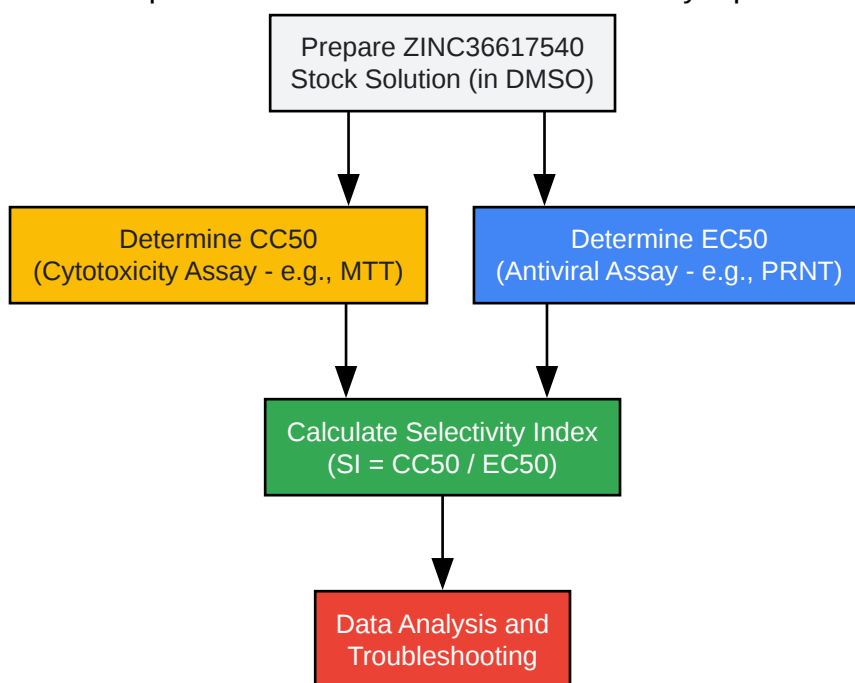 Prepare ZINC36617540
Stock Solution (in DMSO)
Determine CC50
(Cytotoxicity Assay - e.g., MTT)
Determine EC50
(Antiviral Assay - e.g., PRNT)
Calculate Selectivity Index
(SI = CC50 / EC50)
Data Analysis and
Troubleshooting